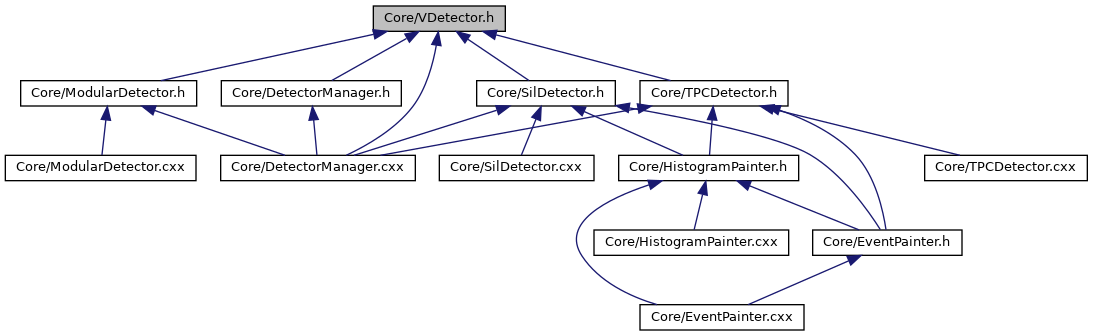 Core/VDetector.h
Core/ModularDetector.h
Core/DetectorManager.h
Core/SilDetector.h
Core/TPCDetector.h
Core/ModularDetector.cxx
Core/DetectorManager.cxx
Core/SilDetector.cxx
Core/HistogramPainter.h
Core/TPCDetector.cxx
Core/HistogramPainter.cxx
Core/EventPainter.h
Core/EventPainter.cxx